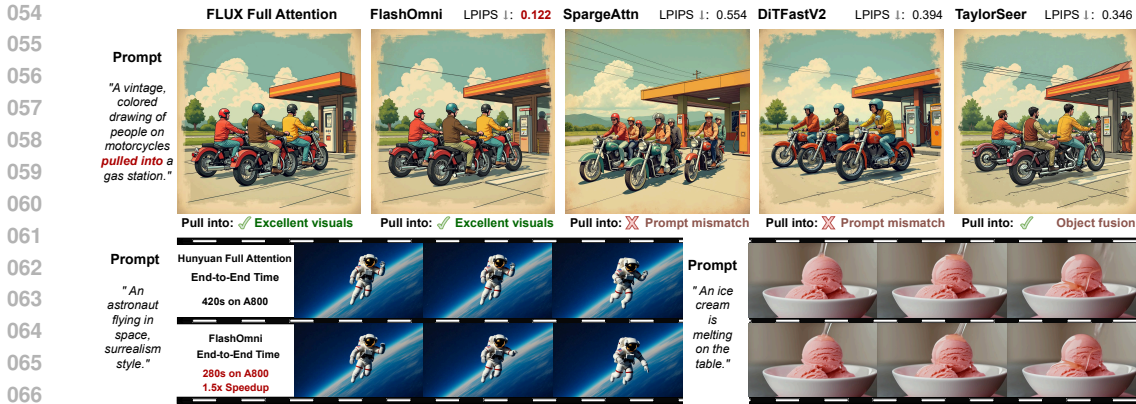 054
055
056
057
058
059
060
061
062
063
064
065
066
FLUX Full Attention
FlashOmni LPIPS ↓: 0.122
SpargeAttn LPIPS ↓: 0.554
DiTFastV2 LPIPS ↓: 0.394
TaylorSeer LPIPS ↓: 0.346
Prompt
"A vintage,
colored
drawing of
people on
motorcycles
pulled into a
gas station."
Pull into: ✓ Excellent visuals
Pull into: ✓ Excellent visuals
Pull into: ✗ Prompt mismatch
Pull into: ✗ Prompt mismatch
Pull into: ✓ Object fusion
Prompt
" An
astronaut
flying in
space,
surrealism
style."
Hunyuan Full Attention
End-to-End Time
420s on A800
FlashOmni
End-to-End Time
280s on A800
1.5x Speedup
Prompt
" An ice
cream
is
melting
on the
table."